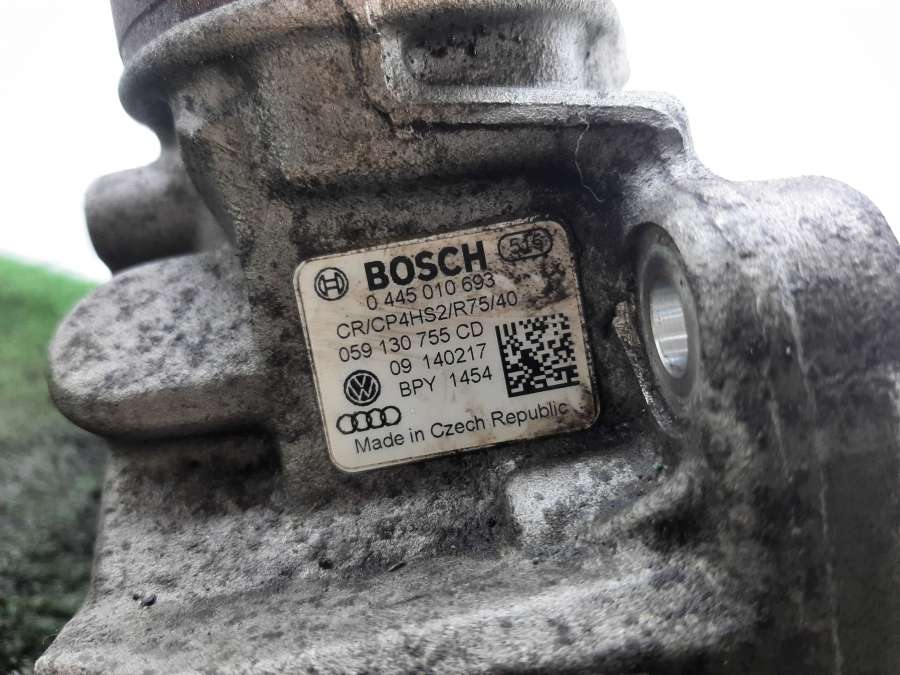 BOSCH 515
0 445 010 693
CR/CP4HS2/R75/40
059 130 755 CD
09 140217
BPY 1454
Made in Czech Republic